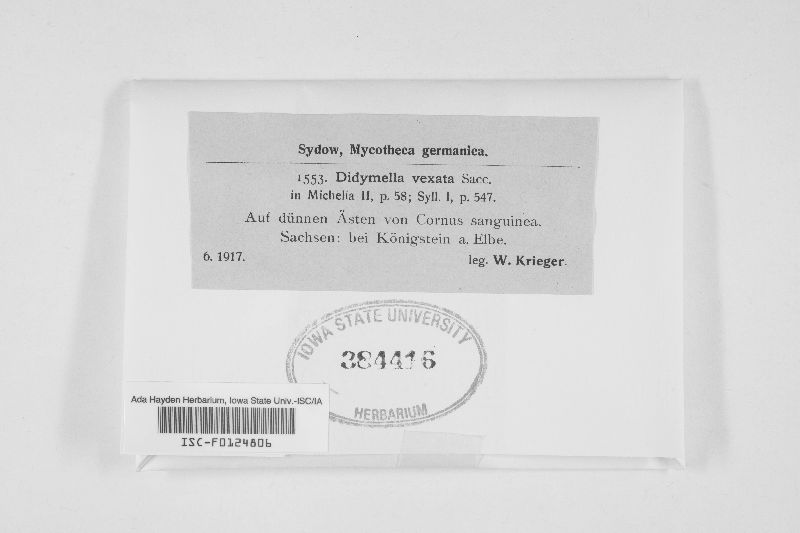 Sydow, Mycotheca germanica.
1553. Didymella vexata Sacc.
in Michelia II, p. 58; Syll. I, p. 547.
Auf dünnen Ästen von Cornus sanguinea.
Sachsen: bei Königstein a. Elbe.
6. 1917. leg. W. Krieger.
IOWA STATE UNIVERSITY
384416
HERBARIUM
Ada Hayden Herbarium, Iowa State Univ.-ISC/IA
ISC-F0124806